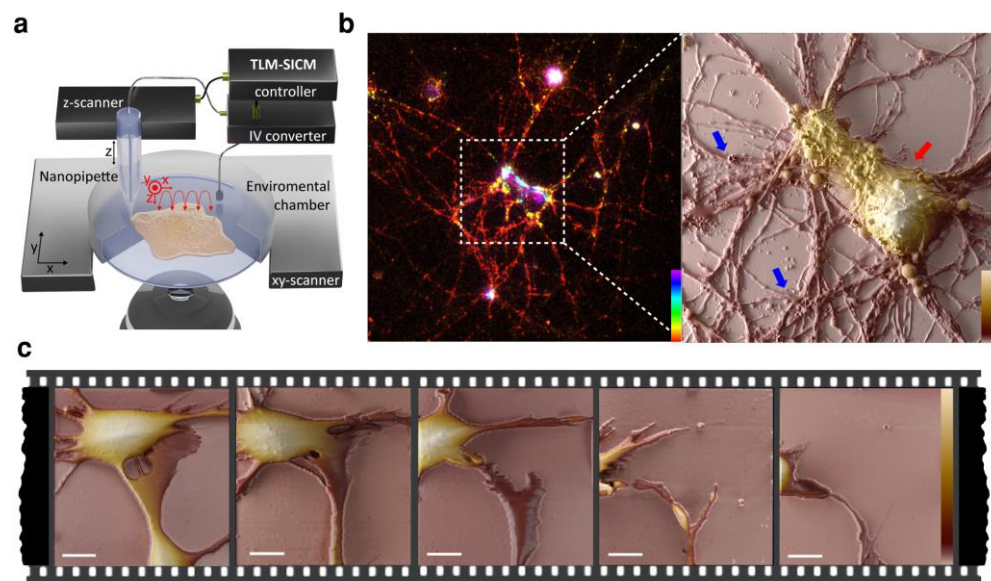 a
TLM-SICM
controller
z-scanner
IV converter
z
Nanopipette
y
x
z
Enviromental
chamber
y
x
xy-scanner
b
c